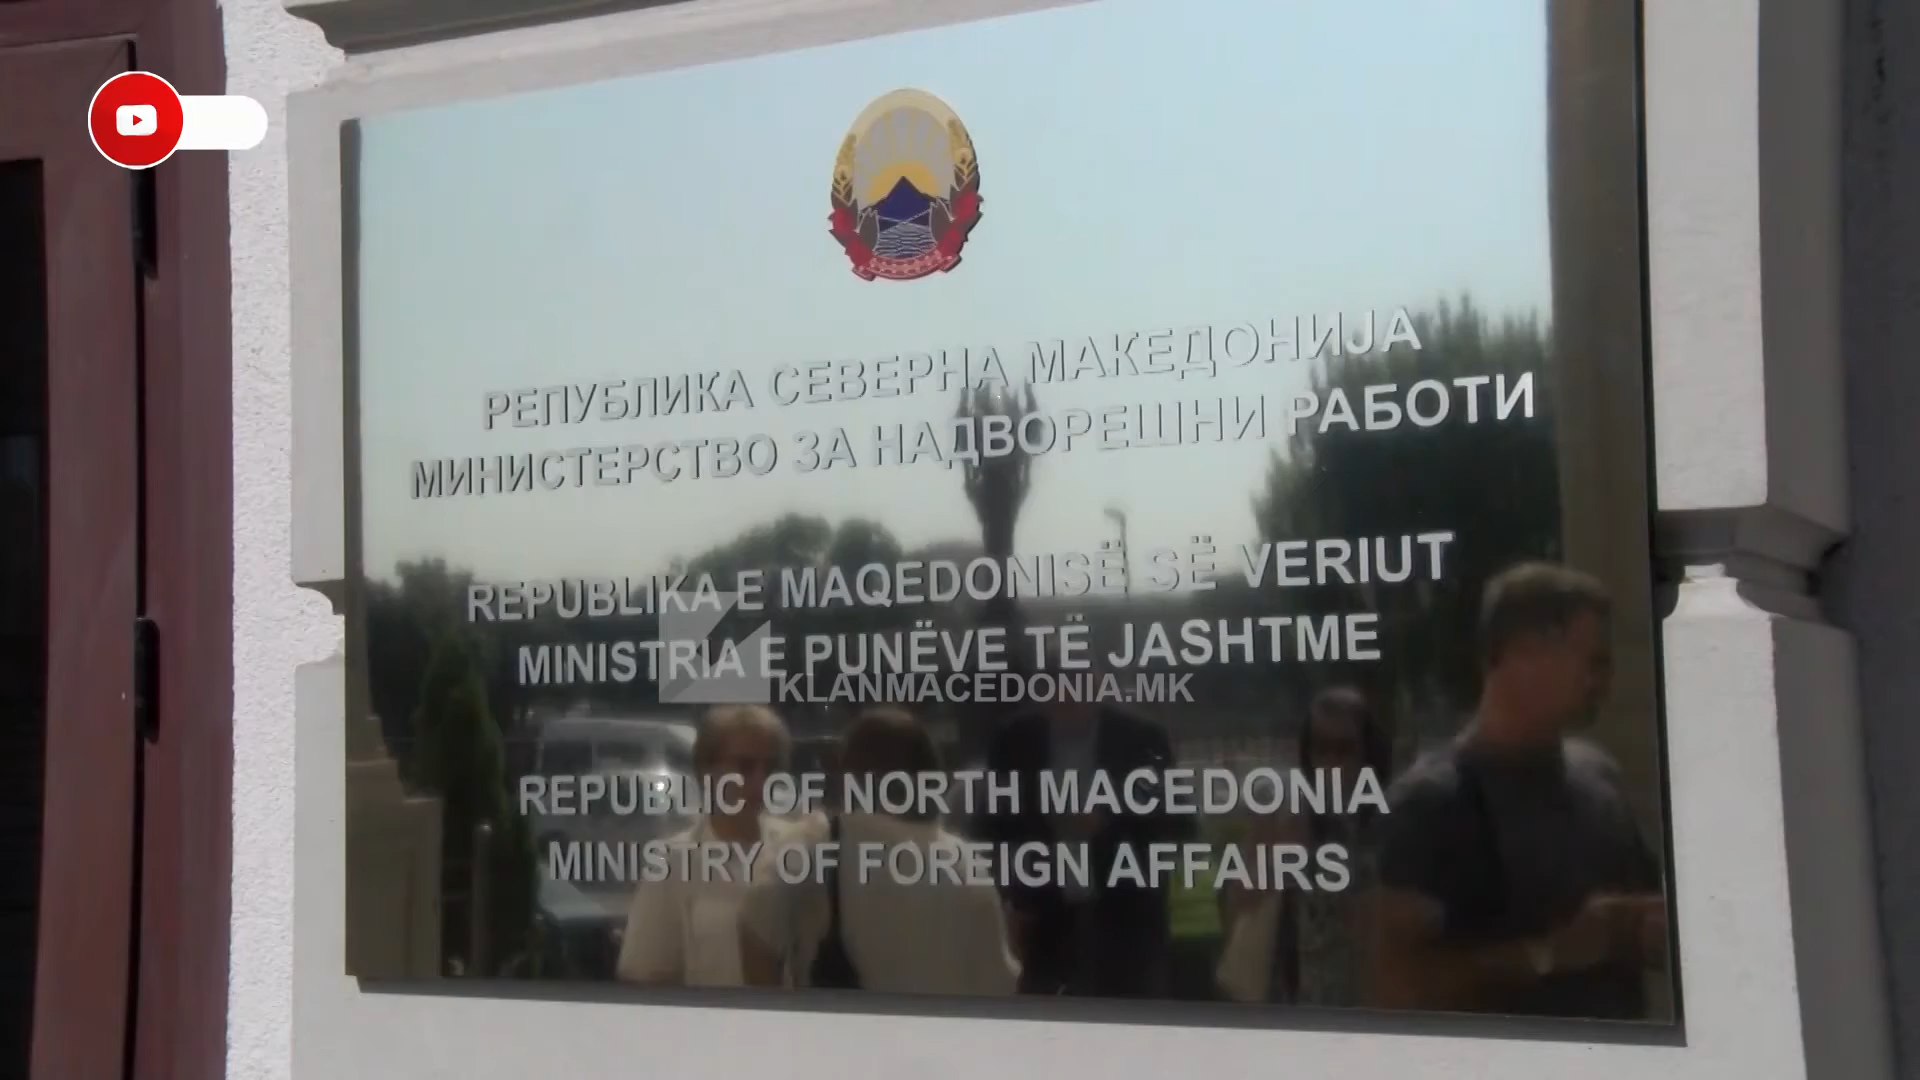 РЕПУБЛИКА СЕВЕРНА МАКЕДОНИЈА
МИНИСТЕРСТВО ЗА НАДВОРЕШНИ РАБОТИ
REPUBLIKA E MAQEDONISË SË VERIUT
MINISTRIA E PUNËVE TË JASHTME
KLANMACEDONIA.MK
REPUBLIC OF NORTH MACEDONIA
MINISTRY OF FOREIGN AFFAIRS